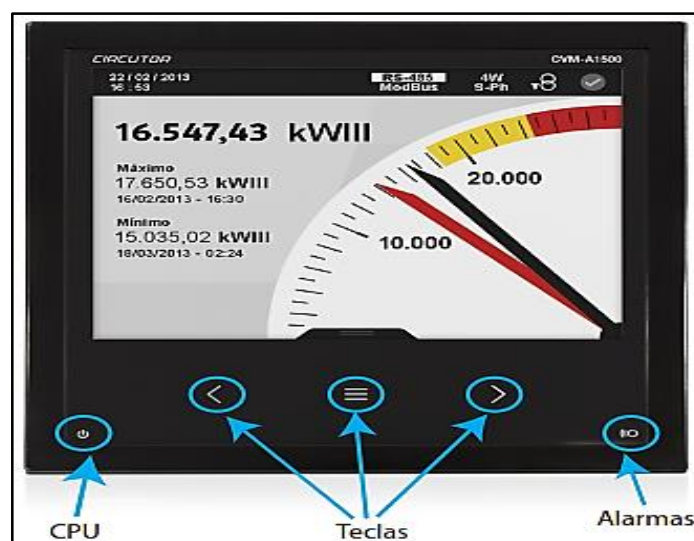 CIRCUTOR CVM-A1500
22/02/2013 RS-485 4W
16:53 ModBus S-Ph
16.547,43 kWIII
Máximo
17.650,53 kWIII
16/02/2013 - 16:30
Mínimo
15.035,02 kWIII
18/03/2013 - 02:24
20.000
10.000
CPU
Teclas
Alarmas